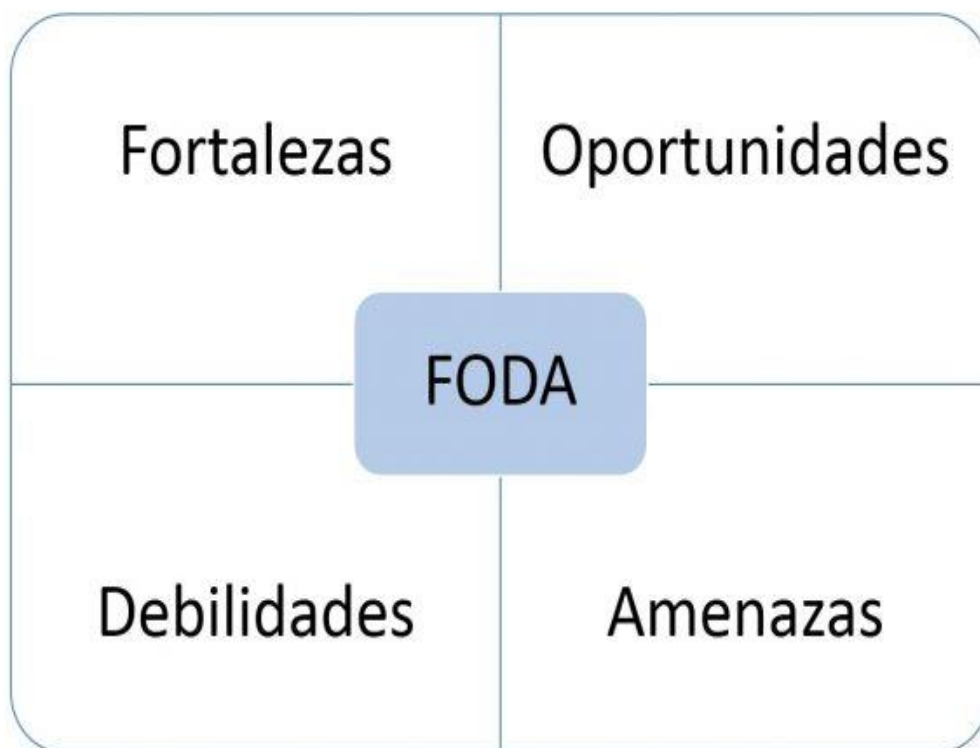 Fortalezas
Oportunidades
FODA
Debilidades
Amenazas